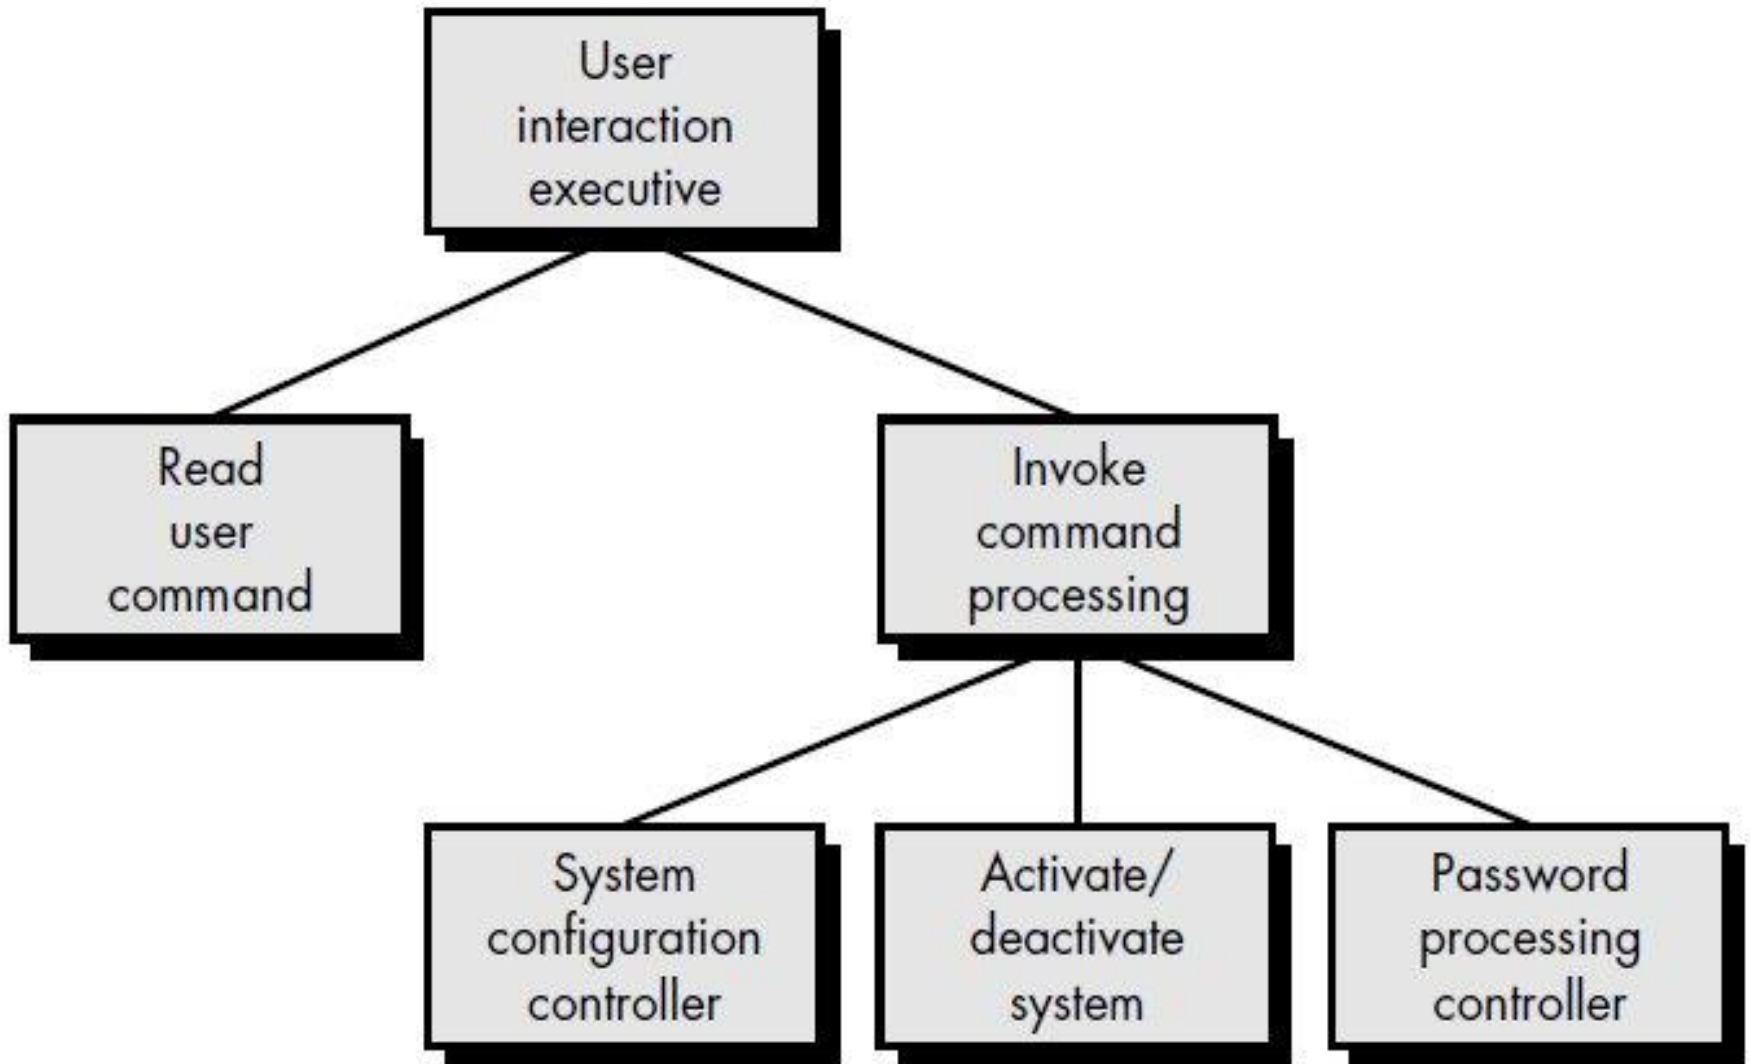 User
interaction
executive
Read
user
command
Invoke
command
processing
System
configuration
controller
Activate/
deactivate
system
Password
processing
controller